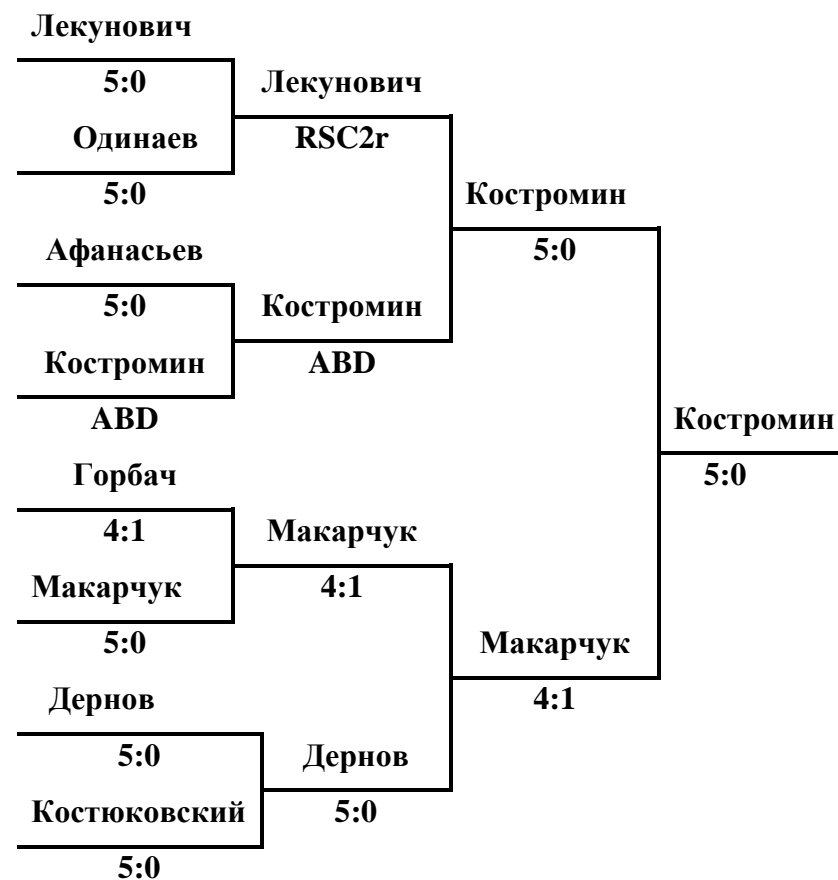 Лекунович
5:0
Лекунович
Одинаев
RSC2r
5:0
Костромин
Афанасьев
5:0
5:0
Костромин
Костромин
ABD
ABD
Костромин
Горбач
5:0
4:1
Макарчук
Макарчук
4:1
5:0
Макарчук
Дернов
4:1
5:0
Дернов
Костюковский
5:0
5:0